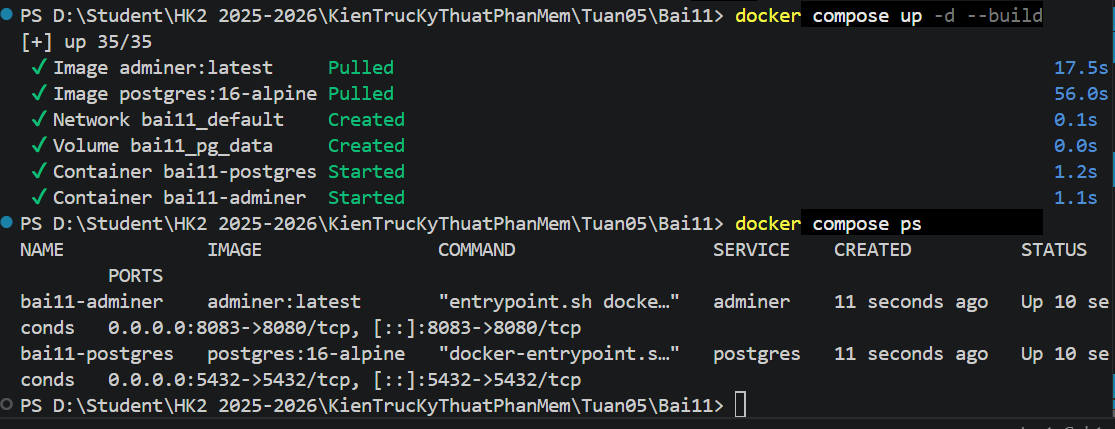 PS D:\Student\HK2 2025-2026\KienTrucKyThuatPhanMem\Tuan05\Bai11> docker compose up -d --build
[+] up 35/35
✓ Image adminer:latest Pulled 17.5s
✓ Image postgres:16-alpine Pulled 56.0s
✓ Network bai11_default Created 0.1s
✓ Volume bai11_pg_data Created 0.0s
✓ Container bai11-postgres Started 1.2s
✓ Container bai11-adminer Started 1.1s
PS D:\Student\HK2 2025-2026\KienTrucKyThuatPhanMem\Tuan05\Bai11> docker compose ps
NAME IMAGE COMMAND SERVICE CREATED STATUS
PORTS
bai11-adminer adminer:latest "entrypoint.sh docke…" adminer 11 seconds ago Up 10 se
conds 0.0.0.0:8083->8080/tcp, [::]:8083->8080/tcp
bai11-postgres postgres:16-alpine "docker-entrypoint.s…" postgres 11 seconds ago Up 10 se
conds 0.0.0.0:5432->5432/tcp, [::]:5432->5432/tcp
PS D:\Student\HK2 2025-2026\KienTrucKyThuatPhanMem\Tuan05\Bai11>